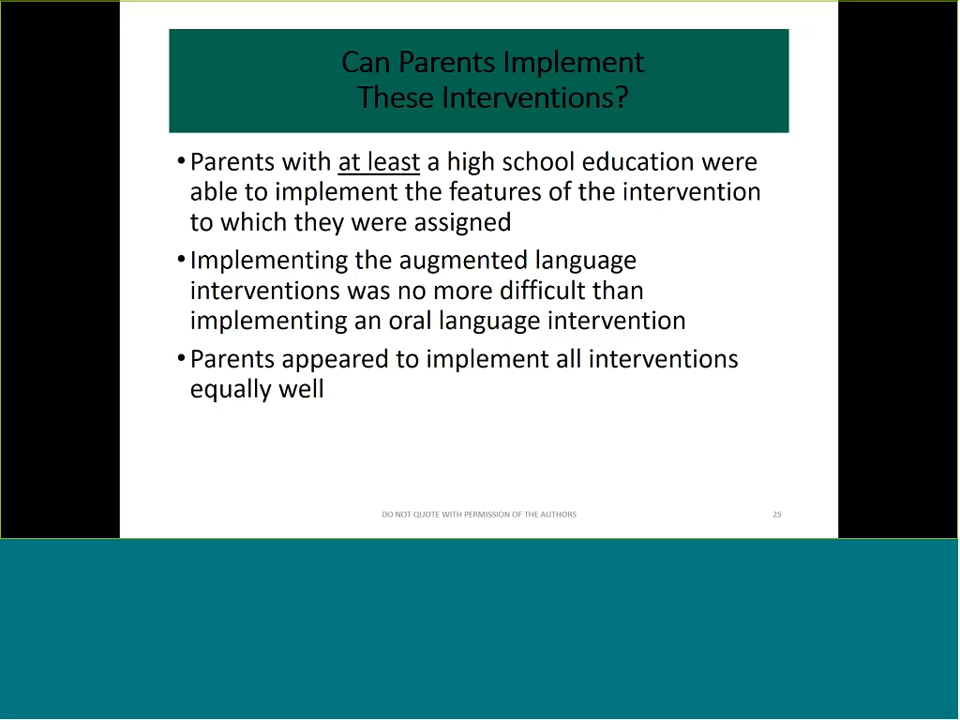 Can Parents Implement
These Interventions?
•Parents with at least a high school education were
able to implement the features of the intervention
to which they were assigned
•Implementing the augmented language
interventions was no more difficult than
implementing an oral language intervention
•Parents appeared to implement all interventions
equally well
DO NOT QUOTE WITH PERMISSION OF THE AUTHORS
25